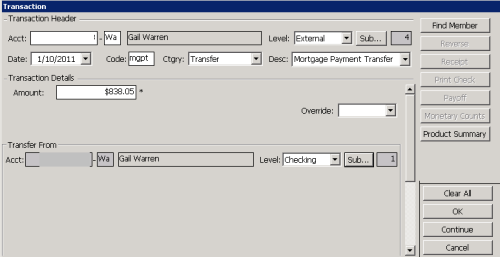 Transaction
Transaction Header
Acct: - Wa Gail Warren Level: External Sub... 4
Date: 1/10/2011 Code: mgpt Ctgry: Transfer Desc: Mortgage Payment Transfer
Transaction Details
Amount: $838.05 *
Override:
Transfer From
Acct: - Wa Gail Warren Level: Checking Sub... 1
Find Member
Reverse
Receipt
Print Check
Payoff
Monetary Counts
Product Summary
Clear All
OK
Continue
Cancel